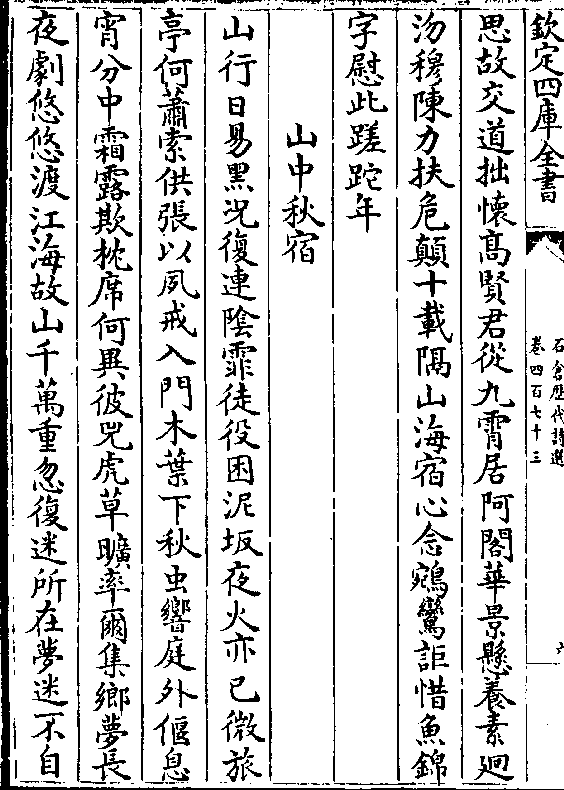 欽定四庫全書
石倉歴代詩選
卷四百七十三
六
思故交道拙懷髙賢君從九霄居阿閣華景懸養素迴
沕穆陳力扶危顛十載隔山海宿心念鵷鸞詎惜魚錦
字慰此蹉跎年
山中秋宿
山行日易黑况復連陰霏徒役困泥坂夜火亦已微旅
亭何蕭索供張以夙戒入門木葉下秋虫響庭外偃息
宵分中霜露欺枕席何異彼兕虎草曠率爾集鄉夢長
夜劇悠悠渡江海故山千萬重忽復迷所在夢迷不自